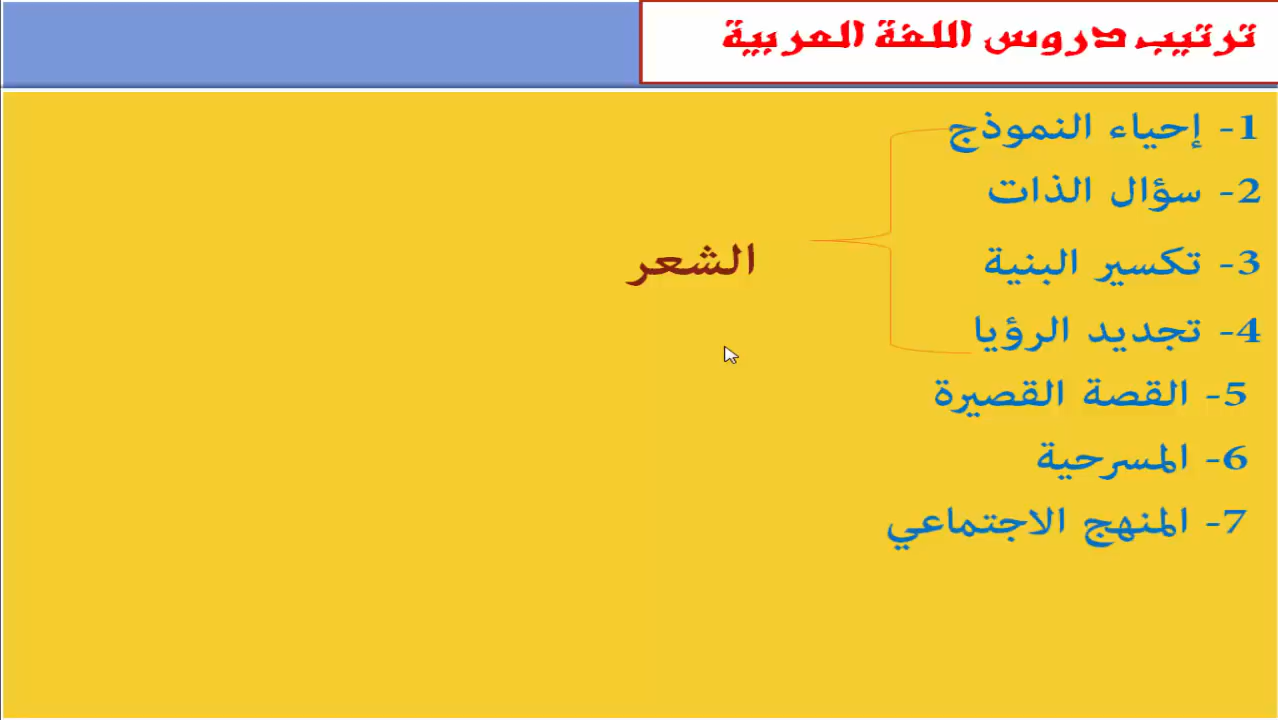 ترتيب دروس اللغة العربية
1- إحياء النموذج
2- سؤال الذات
3- تكسير البنية
الشعر
4- تجديد الرؤيا
5- القصة القصيرة
6- المسرحية
7- المنهج الاجتماعي